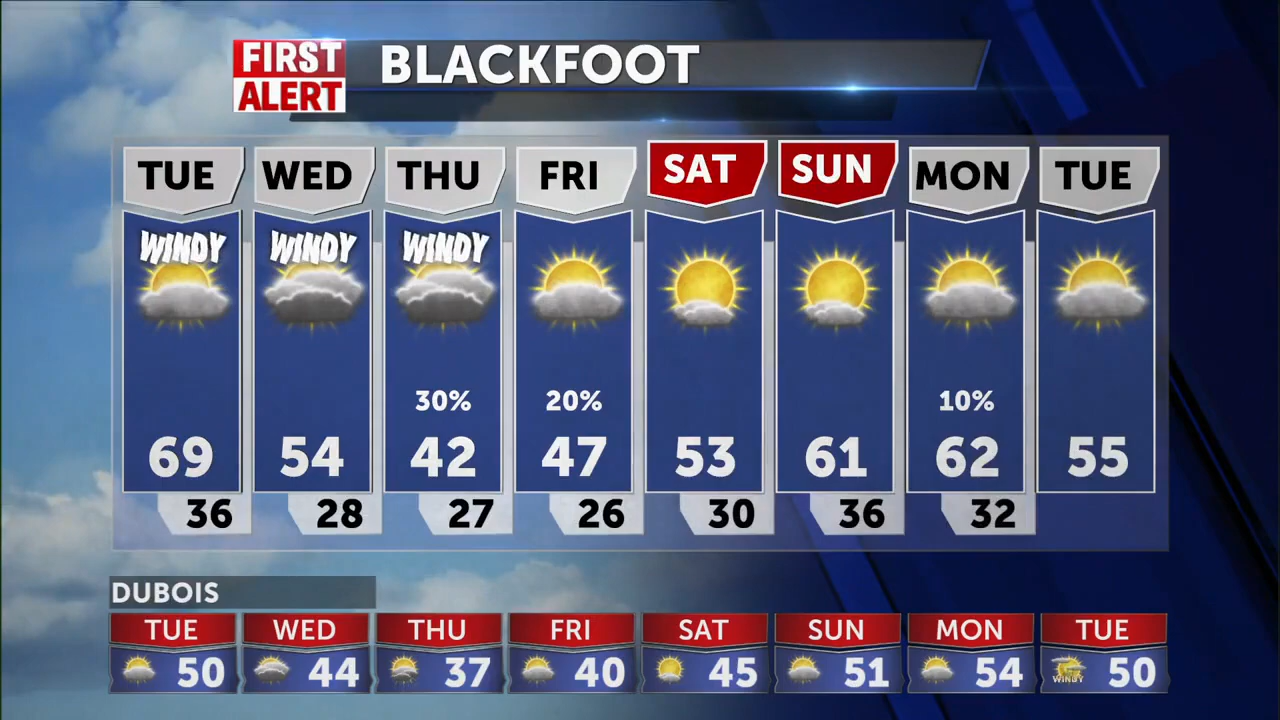 FIRST
ALERT
BLACKFOOT
TUE WED THU FRI SAT SUN MON TUE
WINDY WINDY WINDY
30% 20% 10%
69 54 42 47 53 61 62 55
36 28 27 26 30 36 32
DUBOIS
TUE WED THU FRI SAT SUN MON TUE
50 44 37 40 45 51 54 WINDY 50